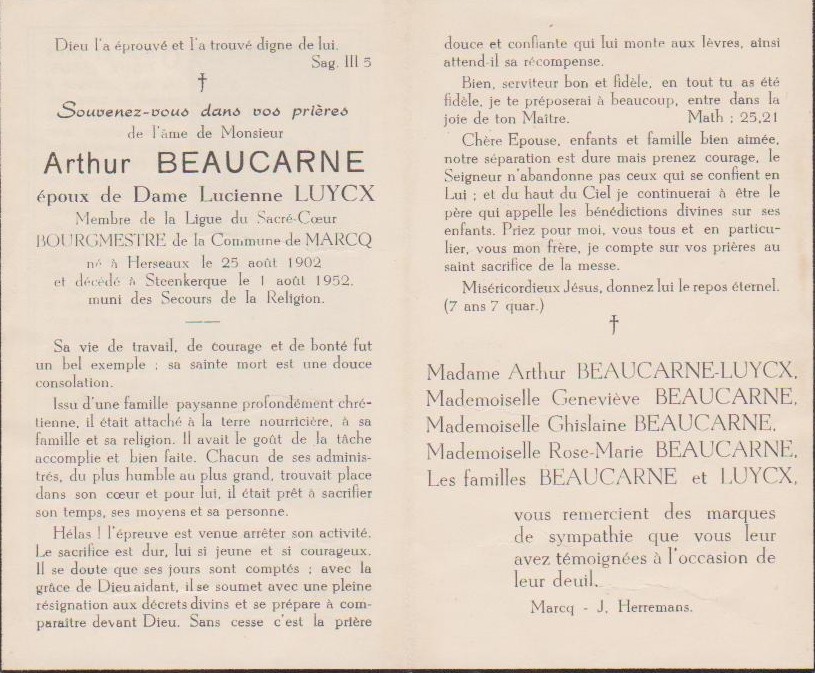 Dieu l'a éprouvé et l'a trouvé digne de lui.
Sag. III 5
†
Souvenez-vous dans vos prières
de l'âme de Monsieur
Arthur BEAUCARNE
époux de Dame Lucienne LUYCX
Membre de la Ligue du Sacré-Cœur
BOURGMESTRE de la Commune de MARCQ
né à Herseaux le 25 août 1902
et décédé à Steenkerque le 1 août 1952.
muni des Secours de la Religion.
Sa vie de travail, de courage et de bonté fut
un bel exemple ; sa sainte mort est une douce
consolation.
Issu d'une famille paysanne profondément chré-
tienne, il était attaché à la terre nourricière, à sa
famille et sa religion. Il avait le goût de la tâche
accomplie et bien faite. Chacun de ses adminis-
trés, du plus humble au plus grand, trouvait place
dans son cœur et pour lui, il était prêt à sacrifier
son temps, ses moyens et sa personne.
Hélas ! l'épreuve est venue arrêter son activité.
Le sacrifice est dur, lui si jeune et si courageux.
Il se doute que ses jours sont comptés ; avec la
grâce de Dieu aidant, il se soumet avec une pleine
résignation aux décrets divins et se prépare à com-
paraître devant Dieu. Sans cesse c'est la prière
douce et confiante qui lui monte aux lèvres, ainsi
attend-il sa récompense.
Bien, serviteur bon et fidèle, en tout tu as été
fidèle, je te préposerai à beaucoup, entre dans la
joie de ton Maître. Math : 25,21
Chère Epouse, enfants et famille bien aimée,
notre séparation est dure mais prenez courage, le
Seigneur n'abandonne pas ceux qui se confient en
Lui ; et du haut du Ciel je continuerai à être le
père qui appelle les bénédictions divines sur ses
enfants. Priez pour moi, vous tous et en particu-
lier, vous mon frère, je compte sur vos prières au
saint sacrifice de la messe.
Miséricordieux Jésus, donnez lui le repos éternel.
(7 ans 7 quar.)
†
Madame Arthur BEAUCARNE-LUYCX,
Mademoiselle Geneviève BEAUCARNE,
Mademoiselle Ghislaine BEAUCARNE,
Mademoiselle Rose-Marie BEAUCARNE,
Les familles BEAUCARNE et LUYCX,
vous remercient des marques
de sympathie que vous leur
avez témoignées à l'occasion de
leur deuil.
Marcq - J. Herremans.